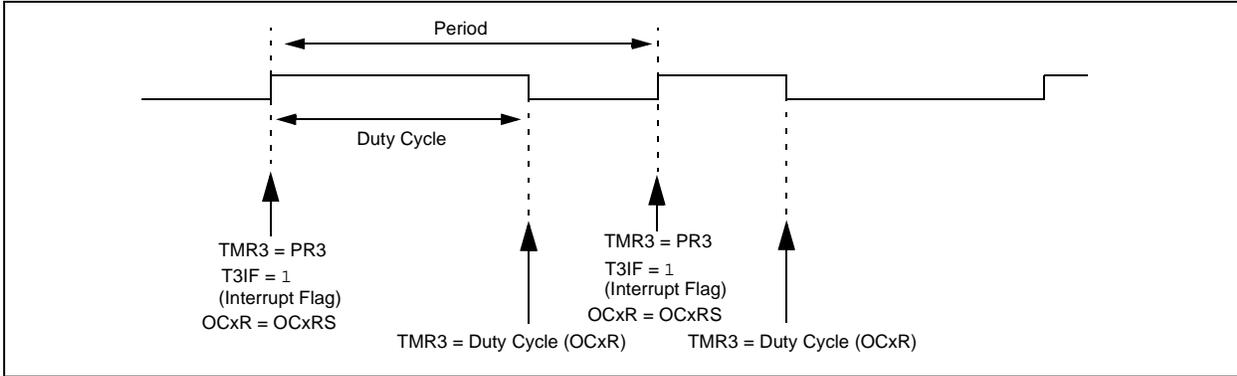 Period
Duty Cycle
TMR3 = PR3
T3IF = 1
(Interrupt Flag)
OCxR = OCxRS
TMR3 = Duty Cycle (OCxR)
TMR3 = PR3
T3IF = 1
(Interrupt Flag)
OCxR = OCxRS
TMR3 = Duty Cycle (OCxR)